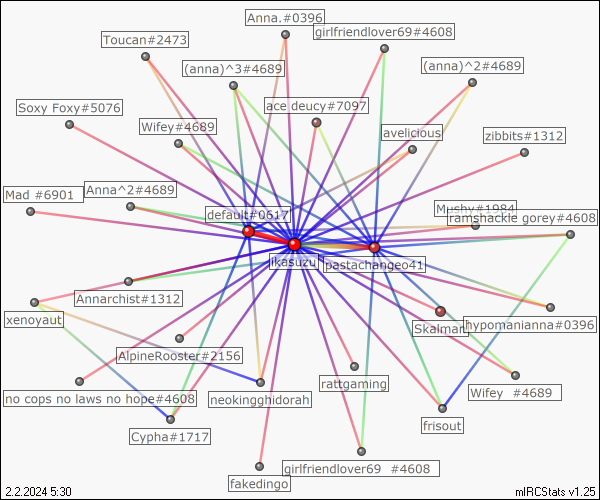 Anna.#0396
girlfriendlover69#4608
Toucan#2473
(anna)^3#4689
(anna)^2#4689
Soxy Foxy#5076
ace deucy#7097
Wifey#4689
avelicious
zibbits#1312
Mad #6901
Anna^2#4689
default#0617
Mushy#1984
ramshackle gorey#4608
ikasuzu
pastachangeo41
Annarchist#1312
xenoyaut
Skalman
hypomanianna#0396
AlpineRooster#2156
rattgaming
no cops no laws no hope#4608
neokingghidorah
Wifey #4689
Cypha#1717
frisout
fakedingo
girlfriendlover69 #4608
2.2.2024 5:30
mIRCStats v1.25